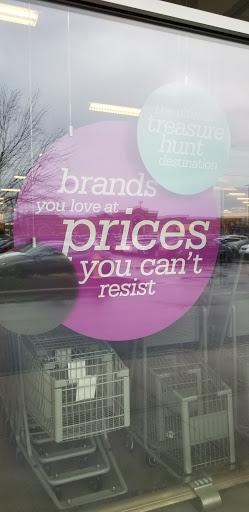 treasure
hunt
destination
brands
you love at
prices
you can't
resist